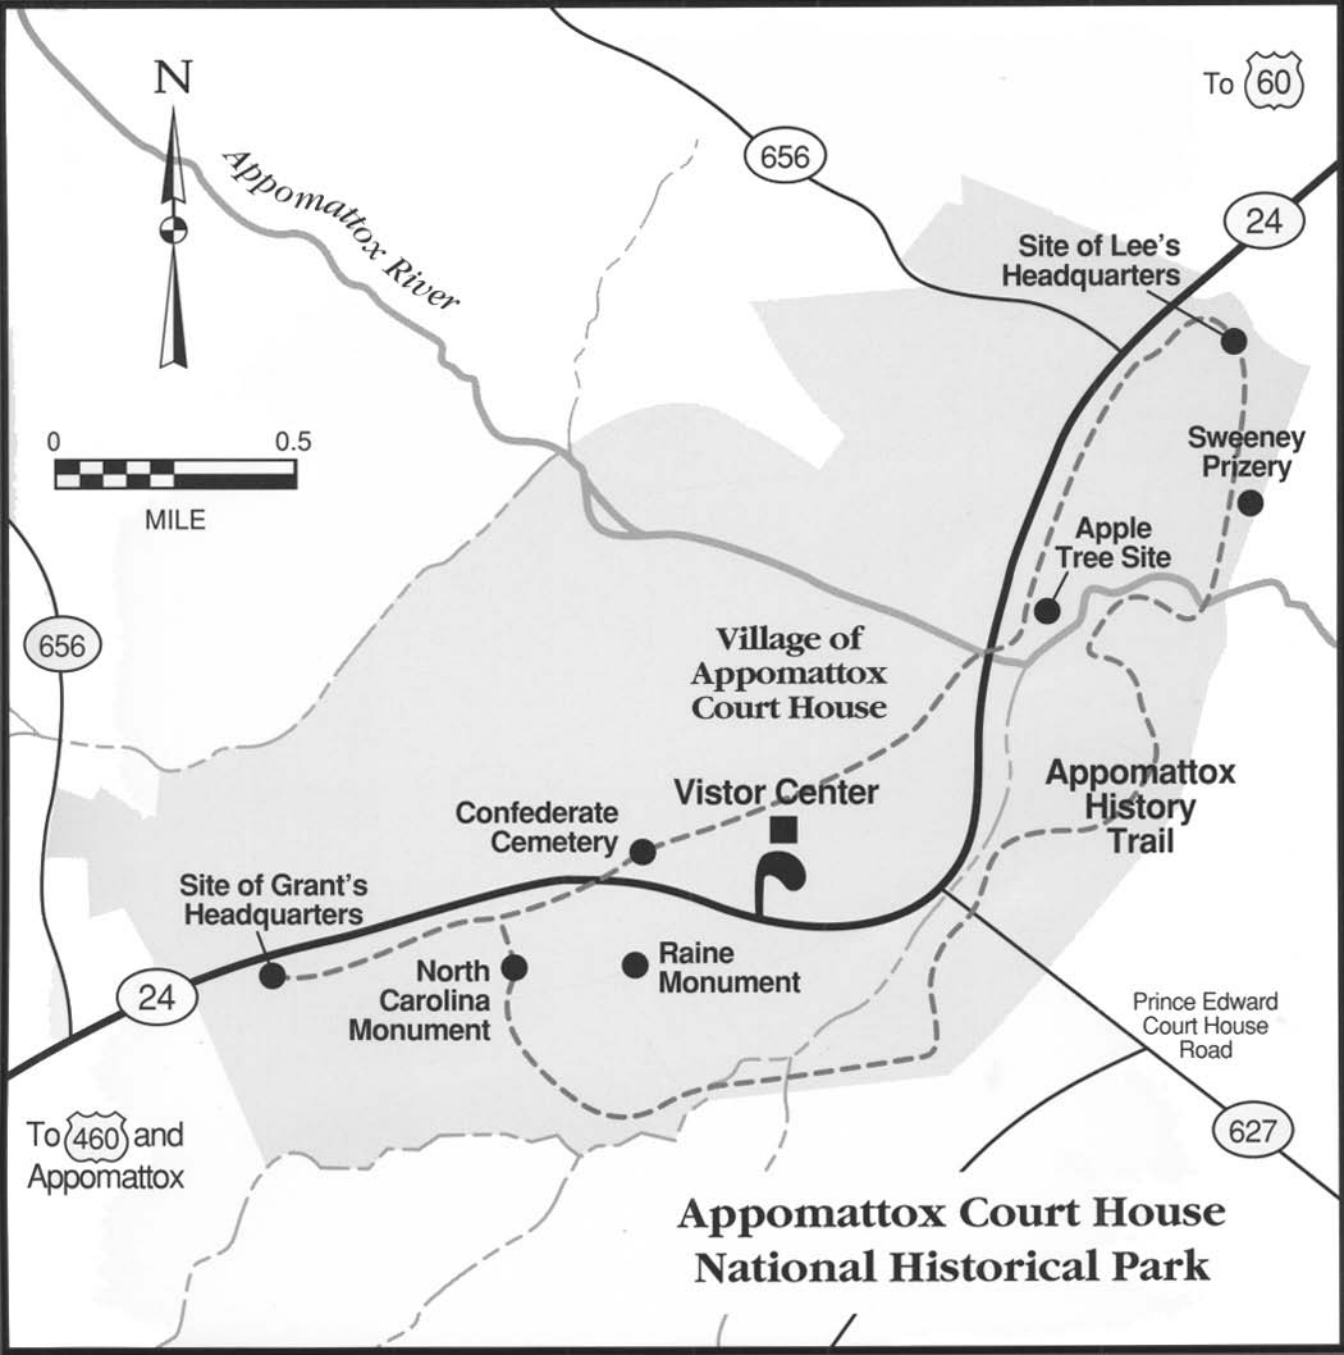 N
To 60
656
Appomattox River
24
Site of Lee's
Headquarters
0 0.5
MILE
Sweeney
Prizery
Apple
Tree Site
656
Village of
Appomattox
Court House
Vistor Center
Appomattox
History
Trail
Confederate
Cemetery
Site of Grant's
Headquarters
North
Carolina
Monument
Raine
Monument
24
Prince Edward
Court House
Road
To 460 and
Appomattox
627
Appomattox Court House
National Historical Park